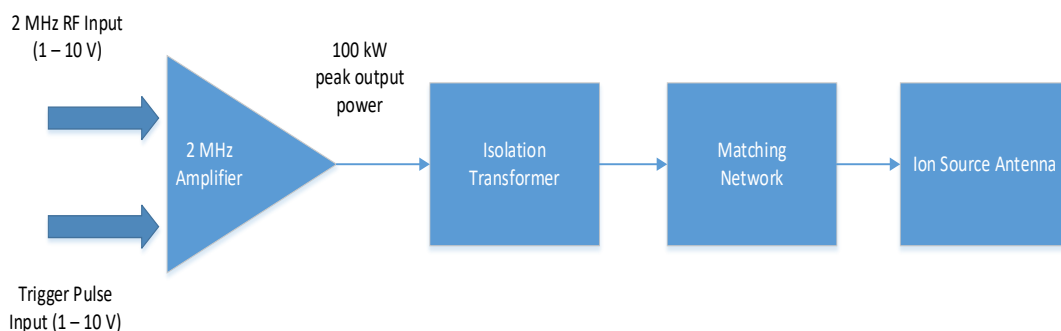 2 MHz RF Input
(1 – 10 V)
100 kW
peak output
power
2 MHz
Amplifier
Isolation
Transformer
Matching
Network
Ion Source Antenna
Trigger Pulse
Input (1 – 10 V)